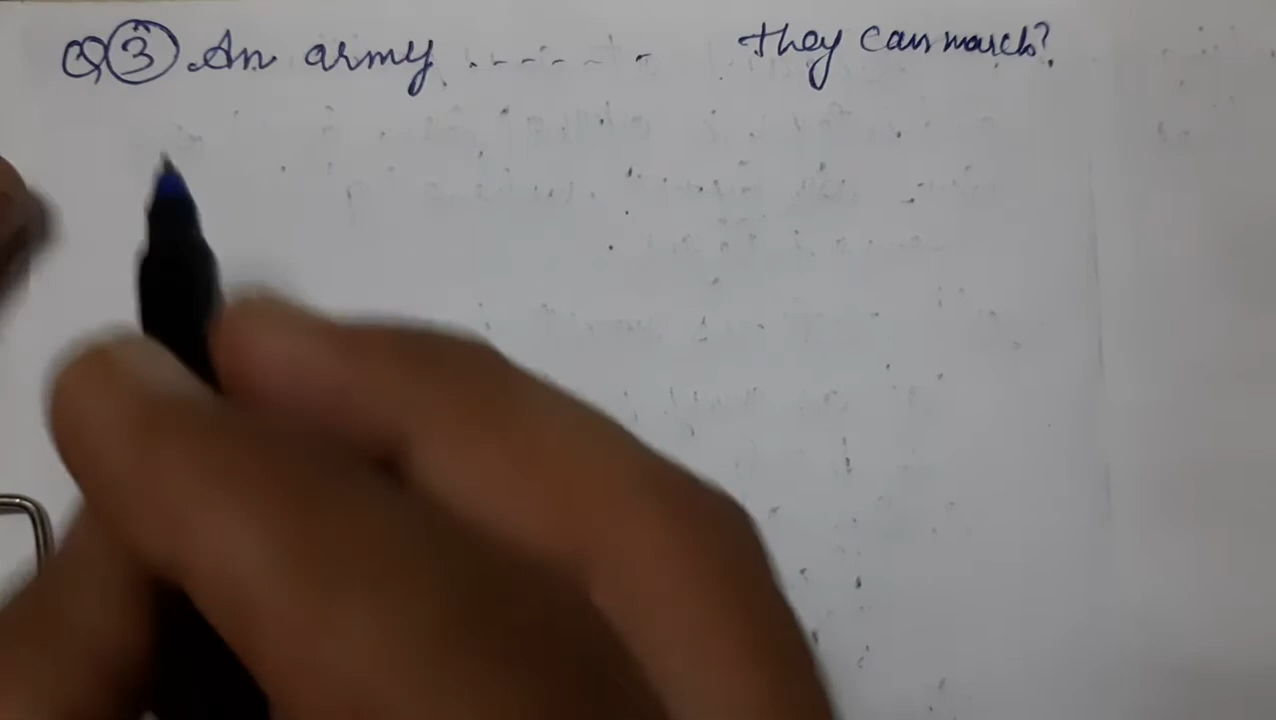 Q③ An army ------- they can march?